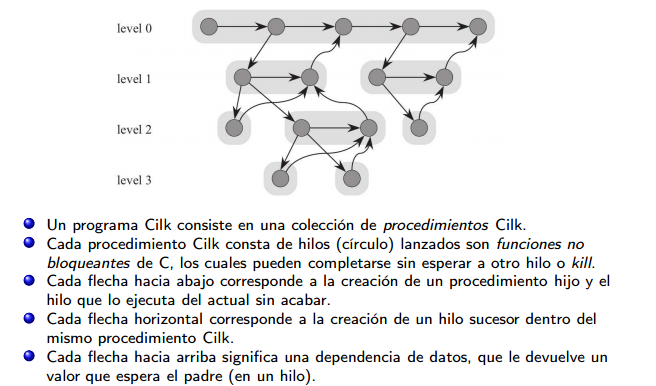 level 0
level 1
level 2
level 3
Un programa Cilk consiste en una colección de procedimientos Cilk.
Cada procedimiento Cilk consta de hilos (círculo) lanzados son funciones no
bloqueantes de C, los cuales pueden completarse sin esperar a otro hilo o kill.
Cada flecha hacia abajo corresponde a la creación de un procedimiento hijo y el
hilo que lo ejecuta del actual sin acabar.
Cada flecha horizontal corresponde a la creación de un hilo sucesor dentro del
mismo procedimiento Cilk.
Cada flecha hacia arriba significa una dependencia de datos, que le devuelve un
valor que espera el padre (en un hilo).